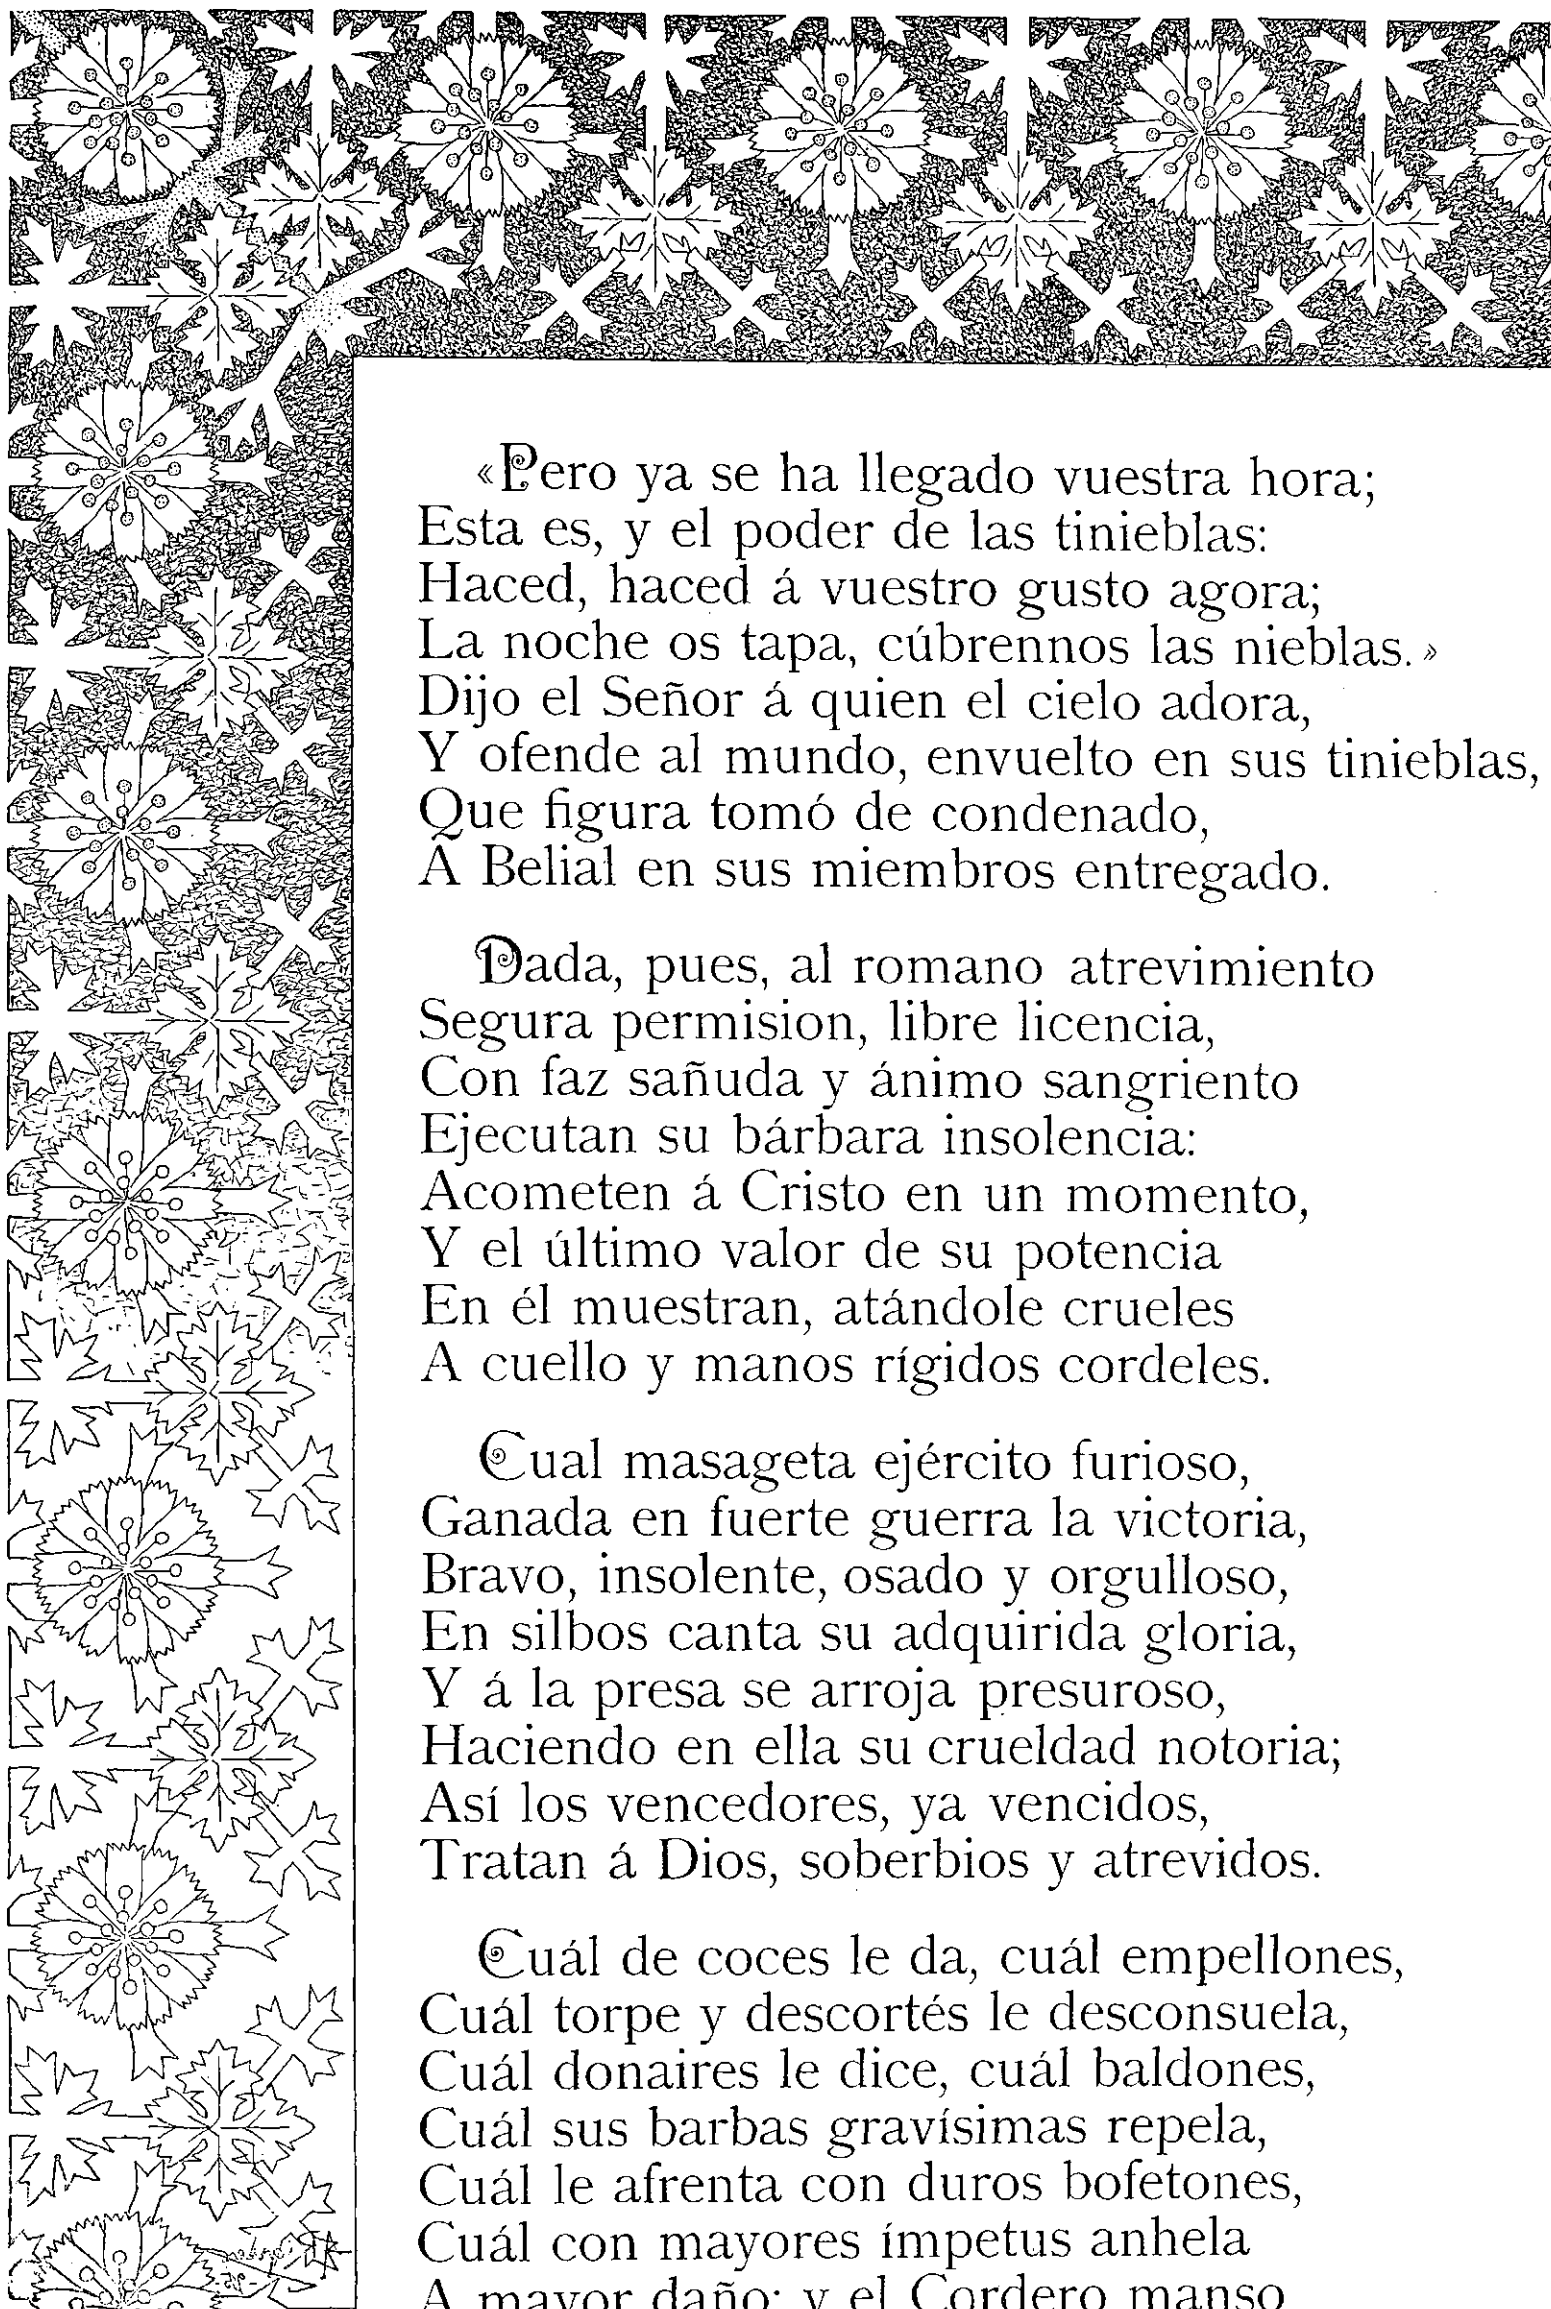 «Pero ya se ha llegado vuestra hora;
Esta es, y el poder de las tinieblas:
Haced, haced á vuestro gusto agora;
La noche os tapa, cúbrennos las nieblas.»
Dijo el Señor á quien el cielo adora,
Y ofende al mundo, envuelto en sus tinieblas,
Que figura tomó de condenado,
A Belial en sus miembros entregado.
Dada, pues, al romano atrevimiento
Segura permision, libre licencia,
Con faz sañuda y ánimo sangriento
Ejecutan su bárbara insolencia:
Acometen á Cristo en un momento,
Y el último valor de su potencia
En él muestran, atándole crueles
A cuello y manos rígidos cordeles.
Cual masageta ejército furioso,
Ganada en fuerte guerra la victoria,
Bravo, insolente, osado y orgulloso,
En silbos canta su adquirida gloria,
Y á la presa se arroja presuroso,
Haciendo en ella su crueldad notoria;
Así los vencedores, ya vencidos,
Tratan á Dios, soberbios y atrevidos.
Cuál de coces le da, cuál empellones,
Cuál torpe y descortés le desconsuela,
Cuál donaires le dice, cuál baldones,
Cuál sus barbas gravísimas repela,
Cuál le afrenta con duros bofetones,
Cuál con mayores ímpetus anhela
A mayor daño; y el Cordero manso